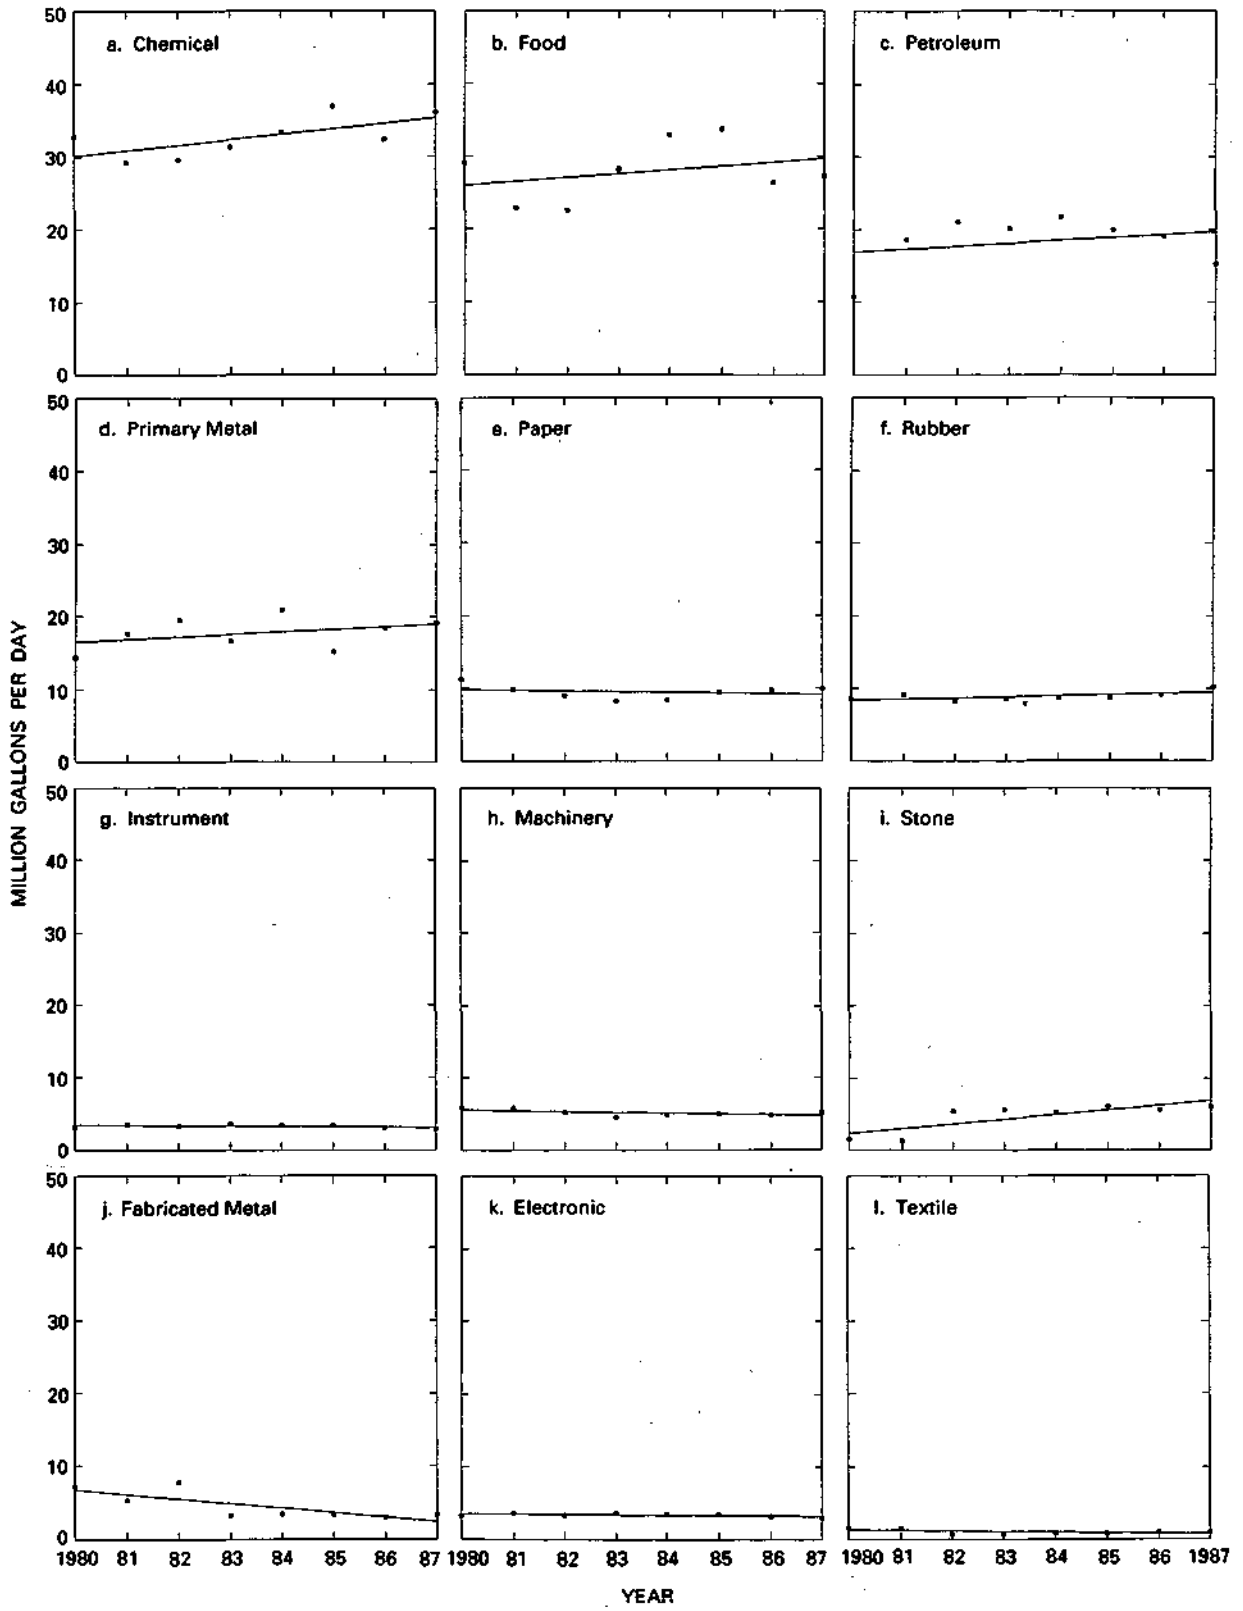 50
a. Chemical
b. Food
c. Petroleum
40
30
20
10
0
50
d. Primary Metal
e. Paper
f. Rubber
40
30
20
10
0
MILLION GALLONS PER DAY
50
g. Instrument
h. Machinery
i. Stone
40
30
20
10
0
50
j. Fabricated Metal
k. Electronic
l. Textile
40
30
20
10
0
1980 81 82 83 84 85 86 87 1980 81 82 83 84 85 86 87 1980 81 82 83 84 85 86 1987
YEAR